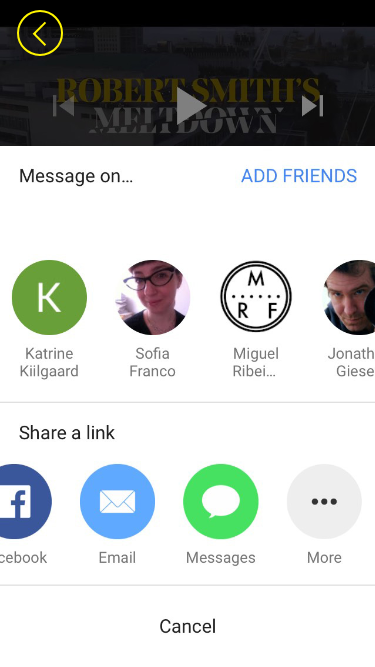 ROBERT SMITH'S
MELTDOWN
Message on...
ADD FRIENDS
K
M
R F
Katrine
Kiilgaard
Sofia
Franco
Miguel
Ribei...
Jonath
Giese
Share a link
f
cebook
Email
Messages
More
Cancel